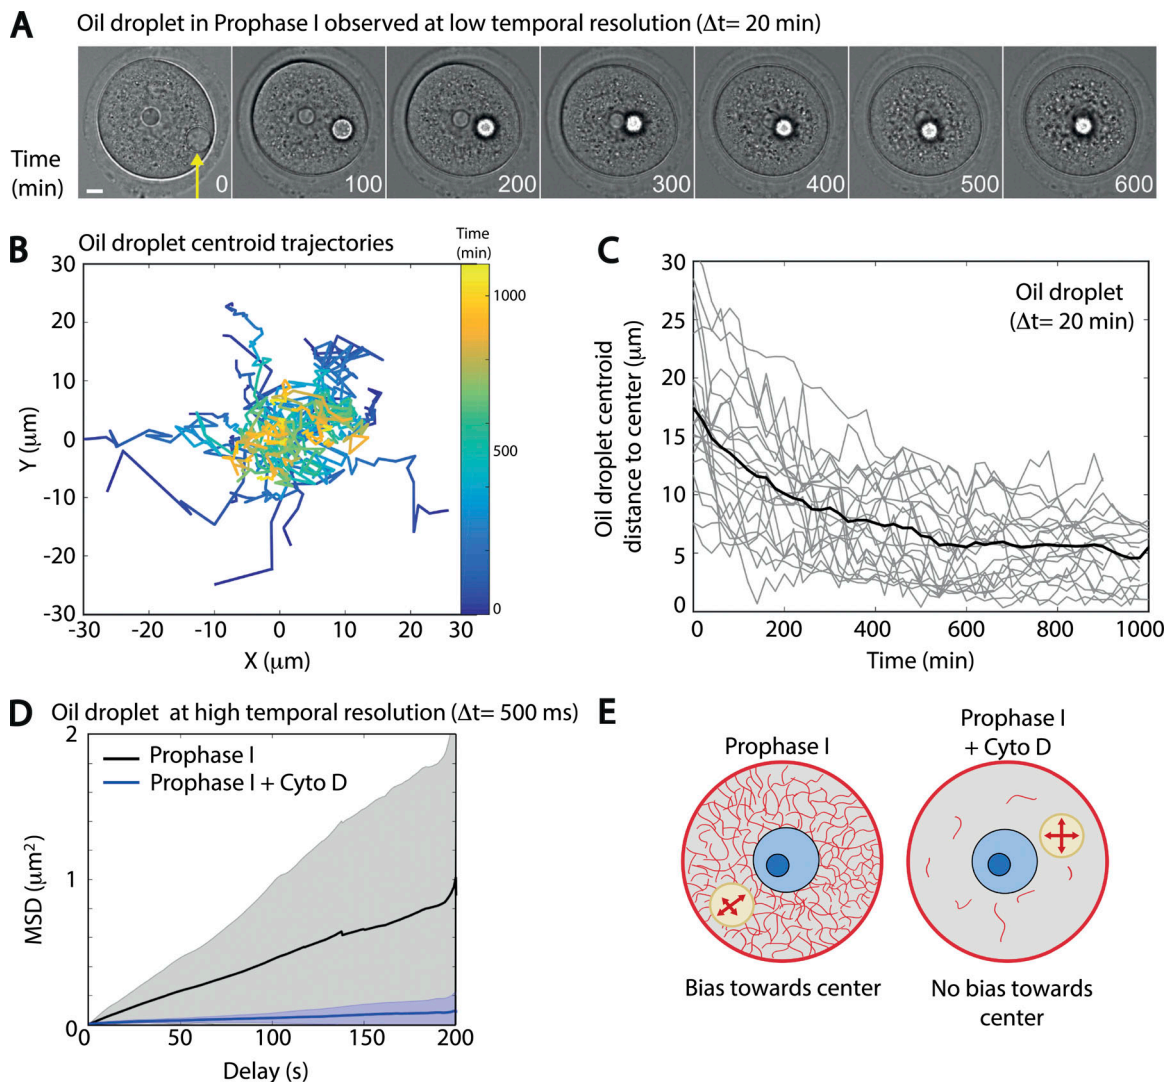 A Oil droplet in Prophase I observed at low temporal resolution (Δt= 20 min)
Time
(min)
0 100 200 300 400 500 600
B Oil droplet centroid trajectories
Time
(min)
1000
500
0
30
20
10
0
-10
-20
-30
Y (μm)
-30 -20 -10 0 10 20 30
X (μm)
C
Oil droplet
(Δt= 20 min)
30
25
20
15
10
5
0
Oil droplet centroid
distance to center (μm)
0 200 400 600 800 1000
Time (min)
D Oil droplet at high temporal resolution (Δt= 500 ms)
Prophase I
Prophase I + Cyto D
2
1
0
MSD (μm²)
0 50 100 150 200
Delay (s)
E
Prophase I
Prophase I
+ Cyto D
Bias towards center
No bias towards
center